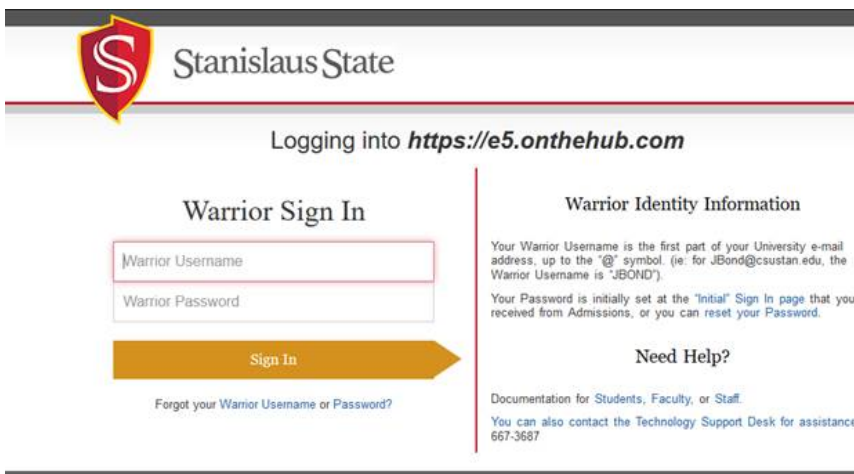 S
Stanislaus State
Logging into https://e5.onthehub.com
Warrior Sign In
Warrior Username
Warrior Password
Sign In
Forgot your Warrior Username or Password?
Warrior Identity Information
Your Warrior Username is the first part of your University e-mail
address, up to the "@" symbol. (ie: for JBond@csustan.edu, the
Warrior Username is "JBOND").
Your Password is initially set at the "Initial" Sign In page that you
received from Admissions, or you can reset your Password.
Need Help?
Documentation for Students, Faculty, or Staff.
You can also contact the Technology Support Desk for assistance
667-3687